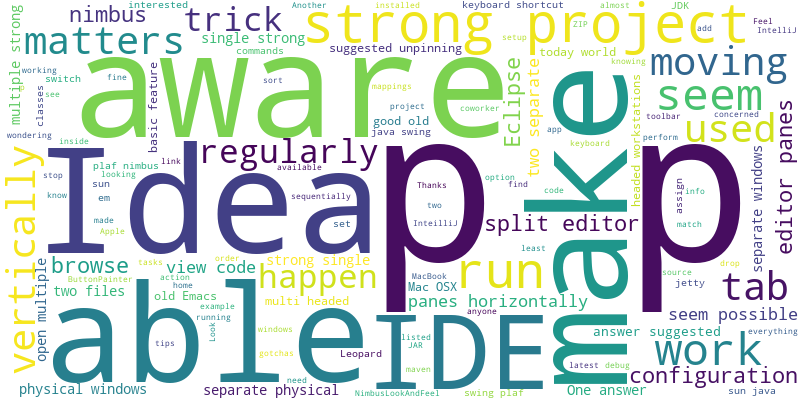 interested
Another
keyboard shortcut
almost
JDK
nimbus
trick
strong project
ZIP
Feel
add
IntelliJ
matters
single strong
commands
installed
suggested unpinning
today world
knowing
multiple strong
working
switch
fine
sort
aware
mappings
project
coworker
Eclipse
two separate
make
moving
seem
toolbar
concerned
classes
see
basic feature
good old
java swing
app
keyboard
headed workstations
used
perform
editor panes
wondering
inside
regularly
plaf nimbus
link
available
option
find
code
looking
stop
sun
know
em
made
Apple
Idea
p
p
sequentially
set
Thanks
two
InteilliJ
split editor
assign
info
match
separate windows
vertically
browse
view code
happen
strong single
run
least
tab
source
drop
order
tasks
ButtonPainter
action
home
two files
old Emacs
multi headed
MacBook
Mac OSX
panes horizontally
anyone
jetty
seem possible
open multiple
example
running
Look
able
windows
gotchas
need
tips
Leopard
listed
JAR
maven
IDE
answer suggested
everything
work
latest
debug
configuration
physical windows
separate physical
NimbusLookAndFeel
setup
swing plaf
One answer
sun java